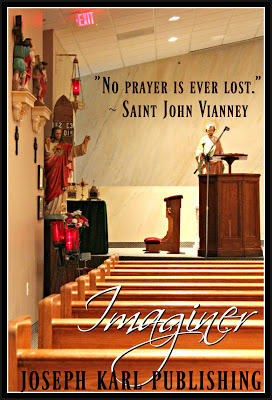 EXIT
"No prayer is ever lost."
~ Saint John Vianney
Imaginer
Joseph Karl Publishing